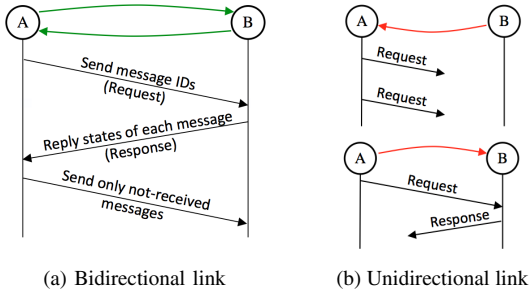 A
B
Send message IDs
(Request)
Reply states of each message
(Response)
Send only not-received
messages
(a) Bidirectional link
A
B
Request
Request
A
B
Request
Response
(b) Unidirectional link